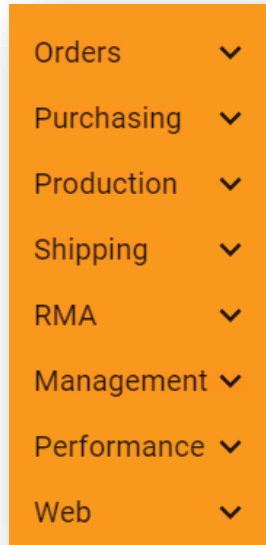 Orders
Purchasing
Production
Shipping
RMA
Management
Performance
Web